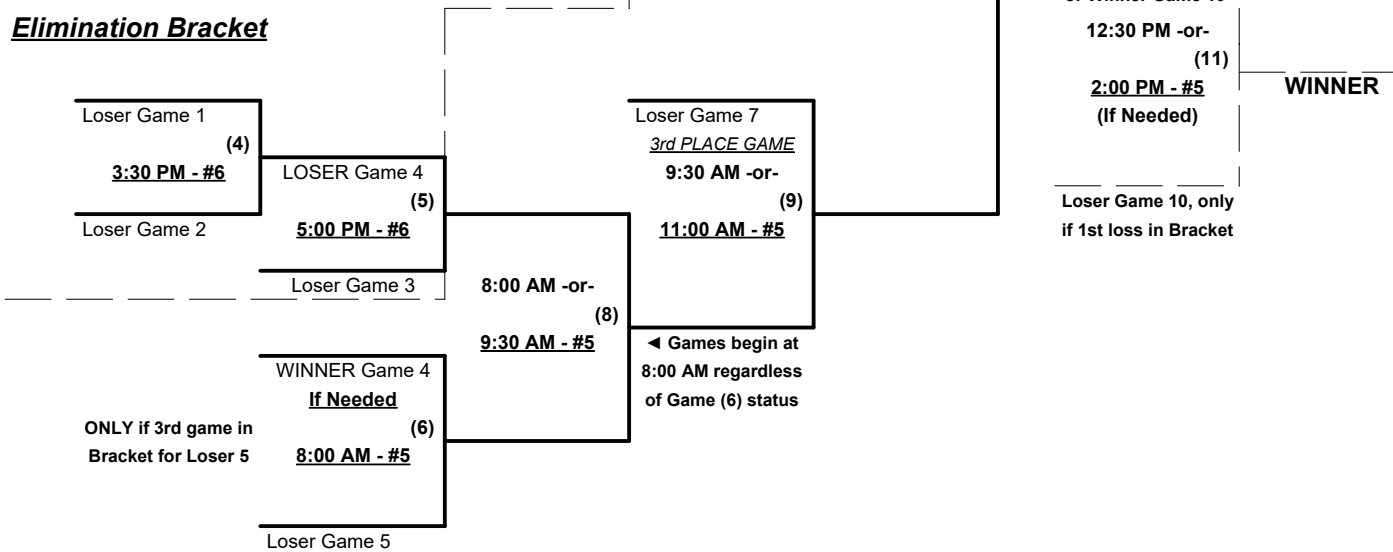 Elimination Bracket
12:30 PM -or-
(11)
2:00 PM - #5
(If Needed)
WINNER
Loser Game 10, only
if 1st loss in Bracket
Loser Game 1
(4)
3:30 PM - #6
Loser Game 2
LOSER Game 4
(5)
5:00 PM - #6
Loser Game 3
Loser Game 7
3rd PLACE GAME
9:30 AM -or-
(9)
11:00 AM - #5
8:00 AM -or-
(8)
9:30 AM - #5
◄ Games begin at
8:00 AM regardless
of Game (6) status
WINNER Game 4
If Needed
(6)
8:00 AM - #5
ONLY if 3rd game in
Bracket for Loser 5
Loser Game 5